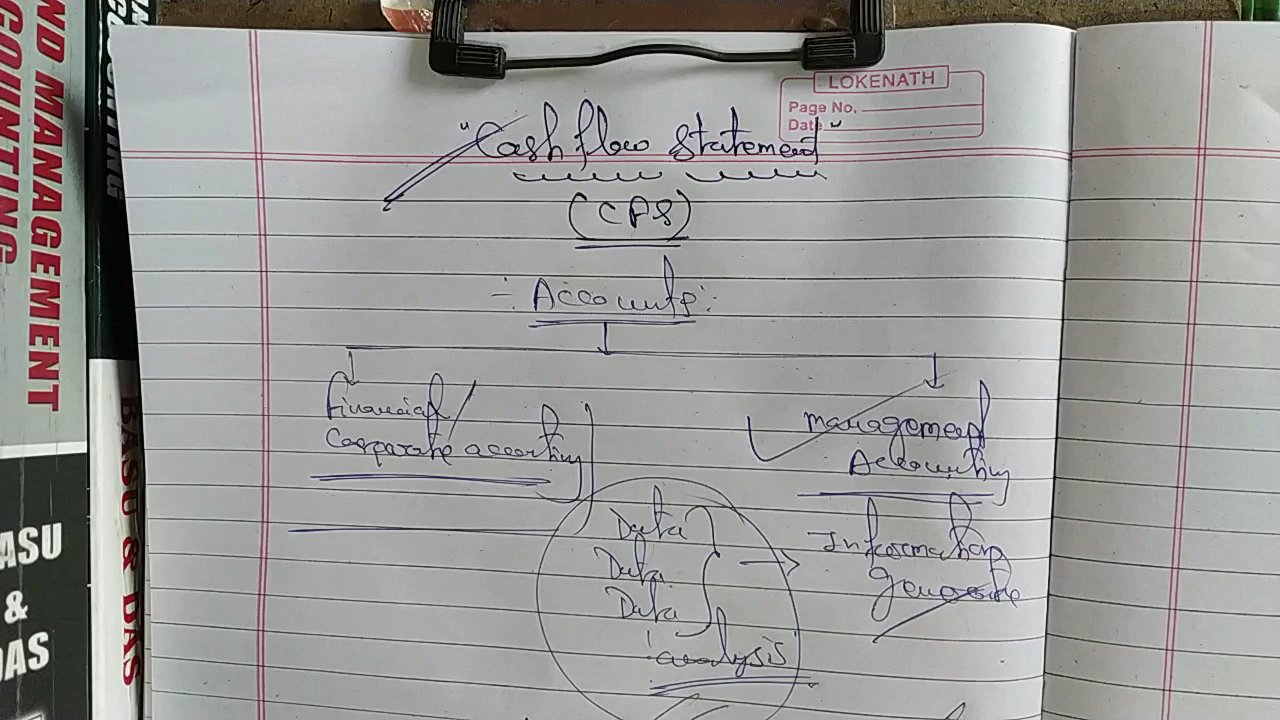 LOKENATH
Page No.
Date
"Cash flow Statement"
(CFS)
Accounts
Financial/
Corporate accounting
management
Accounting
Data
Data
Data
analysis
Information
generate
ND MANAGEMENT
COUNTING
BASU & DAS
ASU
&
DAS